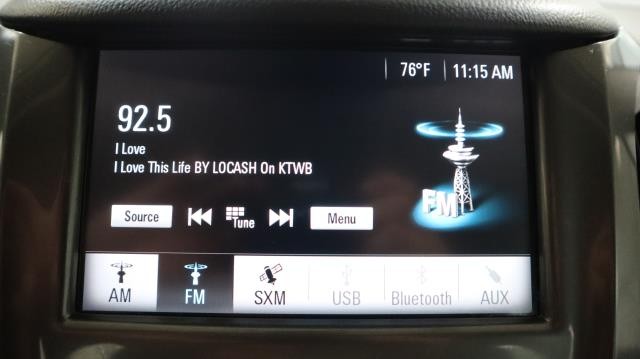 76°F 11:15 AM
92.5
I Love
I Love This Life BY LOCASH On KTWB
Source Tune Menu
FM
AM FM SXM USB Bluetooth AUX